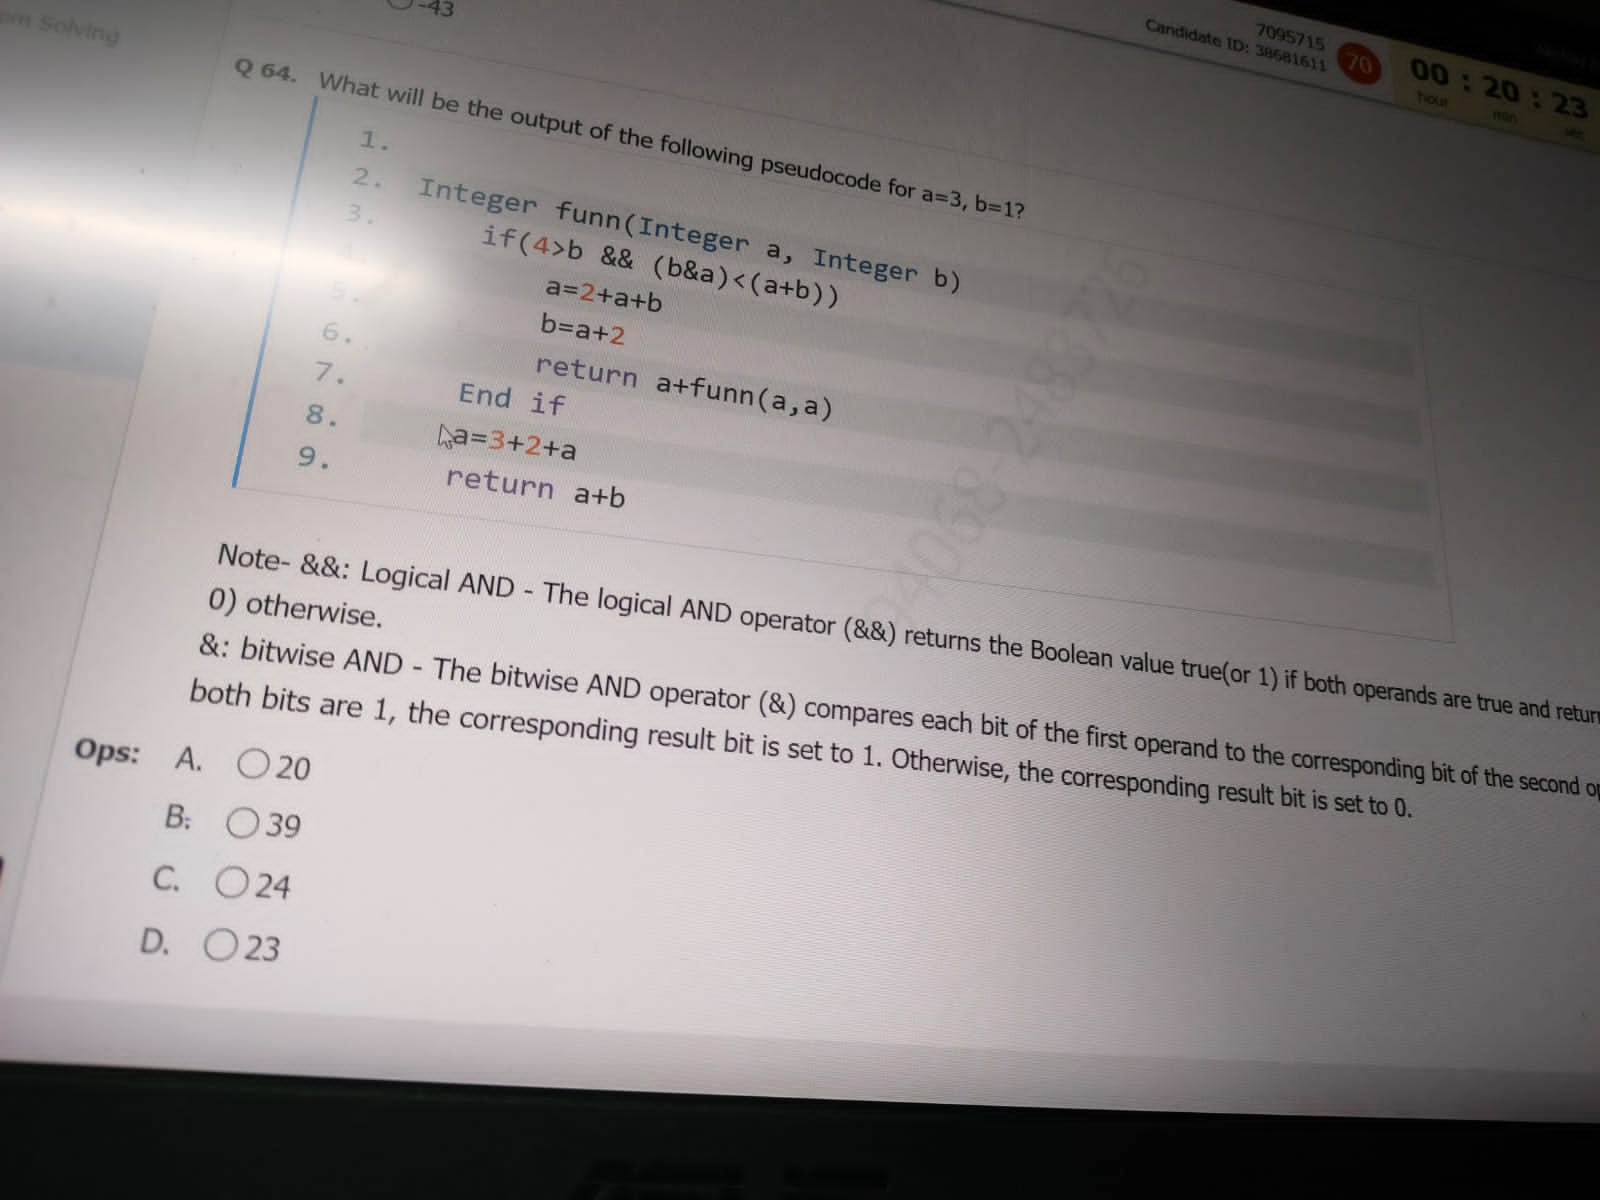 -43
Solving
7095715
Candidate ID: 38681611
70
00 : 20 : 23
hour min sec
Q 64. What will be the output of the following pseudocode for a=3, b=1?
1.
2. Integer funn(Integer a, Integer b)
3. if(4>b && (b&a)<(a+b))
4. a=2+a+b
5. b=a+2
6. return a+funn(a,a)
7. End if
8. a=3+2+a
9. return a+b
94068-2488726
Note- &&: Logical AND - The logical AND operator (&&) returns the Boolean value true(or 1) if both operands are true and return
0) otherwise.
&: bitwise AND - The bitwise AND operator (&) compares each bit of the first operand to the corresponding bit of the second
both bits are 1, the corresponding result bit is set to 1. Otherwise, the corresponding result bit is set to 0.
Ops: A. 20
B. 39
C. 24
D. 23